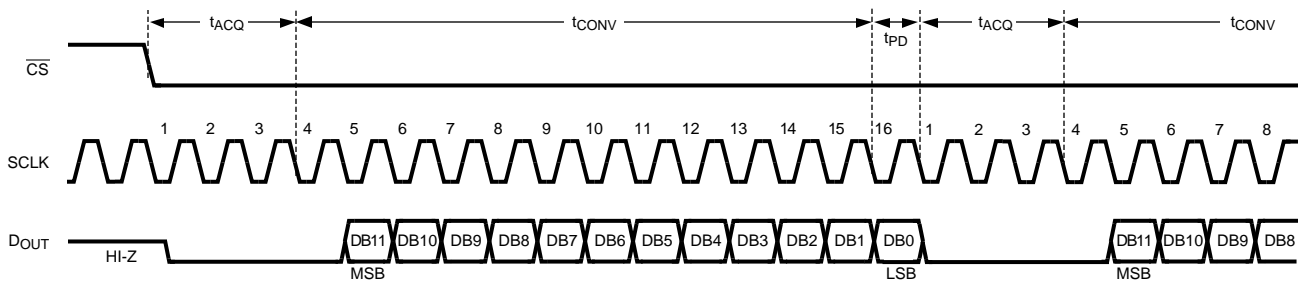 tACQ tCONV tPD tACQ tCONV
CS
1 2 3 4 5 6 7 8 9 10 11 12 13 14 15 16 1 2 3 4 5 6 7 8
SCLK
DOUT
HI-Z
DB11 DB10 DB9 DB8 DB7 DB6 DB5 DB4 DB3 DB2 DB1 DB0 DB11 DB10 DB9 DB8
MSB LSB MSB